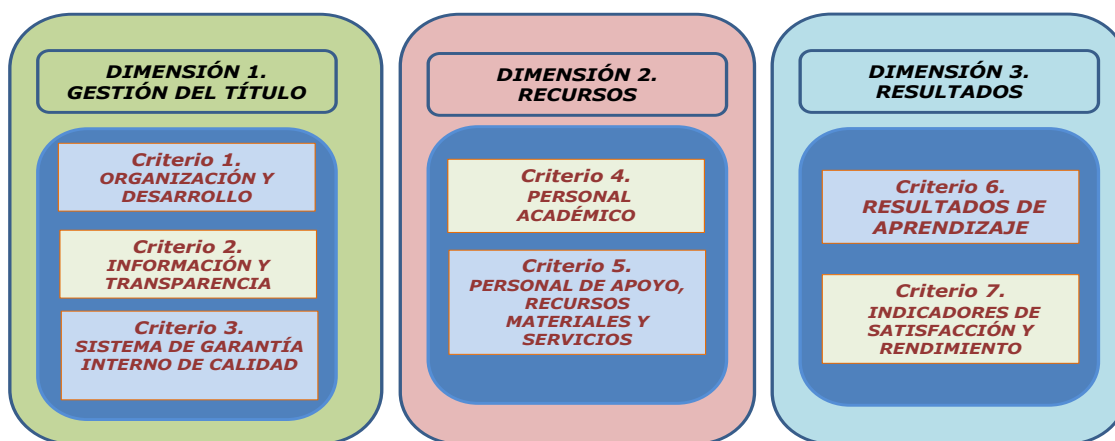 DIMENSIÓN 1.
GESTIÓN DEL TÍTULO
Criterio 1.
ORGANIZACIÓN Y
DESARROLLO
Criterio 2.
INFORMACIÓN Y
TRANSPARENCIA
Criterio 3.
SISTEMA DE GARANTÍA
INTERNO DE CALIDAD
DIMENSIÓN 2.
RECURSOS
Criterio 4.
PERSONAL
ACADÉMICO
Criterio 5.
PERSONAL DE APOYO,
RECURSOS
MATERIALES Y
SERVICIOS
DIMENSIÓN 3.
RESULTADOS
Criterio 6.
RESULTADOS DE
APRENDIZAJE
Criterio 7.
INDICADORES DE
SATISFACCIÓN Y
RENDIMIENTO